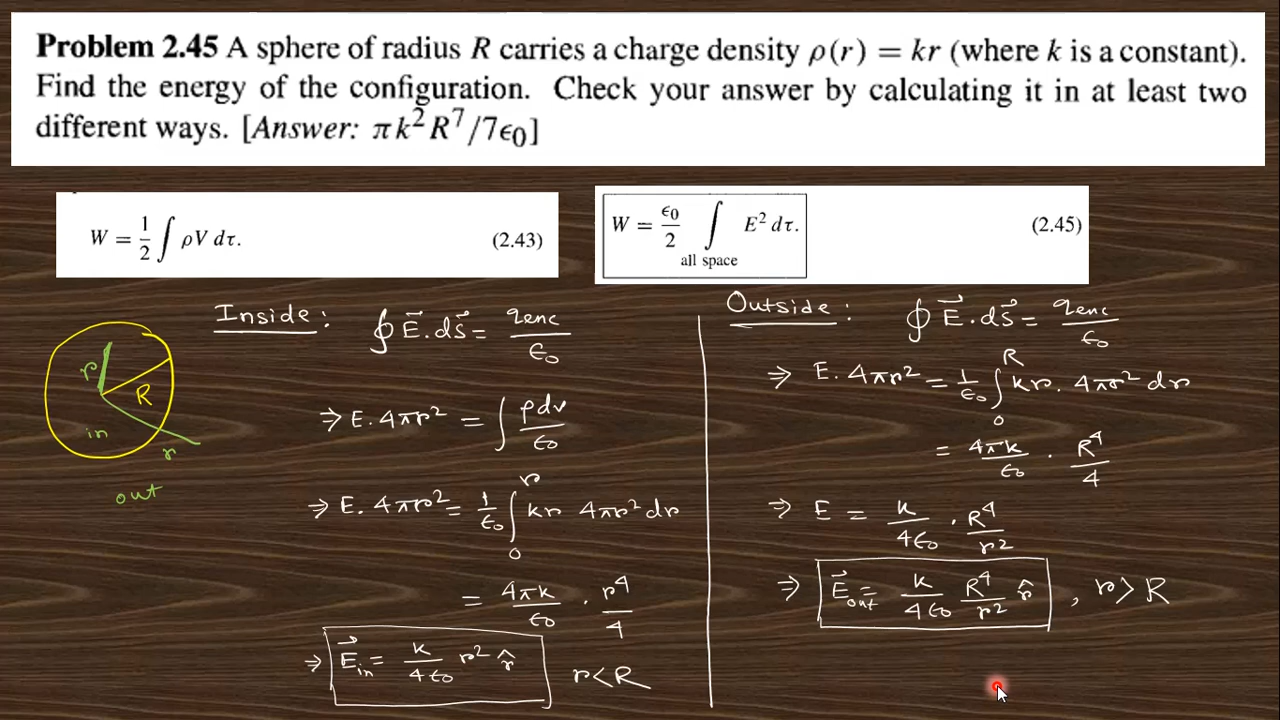 Problem 2.45 A sphere of radius R carries a charge density ρ(r) = kr (where k is a constant).
Find the energy of the configuration. Check your answer by calculating it in at least two
different ways. [Answer: πk²R⁷/7ϵ₀]
W = 1/2 ∫ ρV dτ. (2.43)
W = ϵ₀/2 ∫ E² dτ. (2.45)
all space
r
R
in
r
out
Inside : ∮ E⃗.ds⃗ = qenc/ϵ₀
⇒ E. 4πr² = ∫ ρdv/ϵ₀
⇒ E. 4πr² = 1/ϵ₀ ∫₀^r kr 4πr² dr
= 4πk/ϵ₀ . r⁴/4
⇒ E⃗in = k/4ϵ₀ r² r̂ r<R
Outside : ∮ E⃗.ds⃗ = qenc/ϵ₀
⇒ E. 4πr² = 1/ϵ₀ ∫₀^R kr. 4πr² dr
= 4πk/ϵ₀ . R⁴/4
⇒ E = k/4ϵ₀ . R⁴/r²
⇒ E⃗out = k/4ϵ₀ R⁴/r² r̂ , r>R